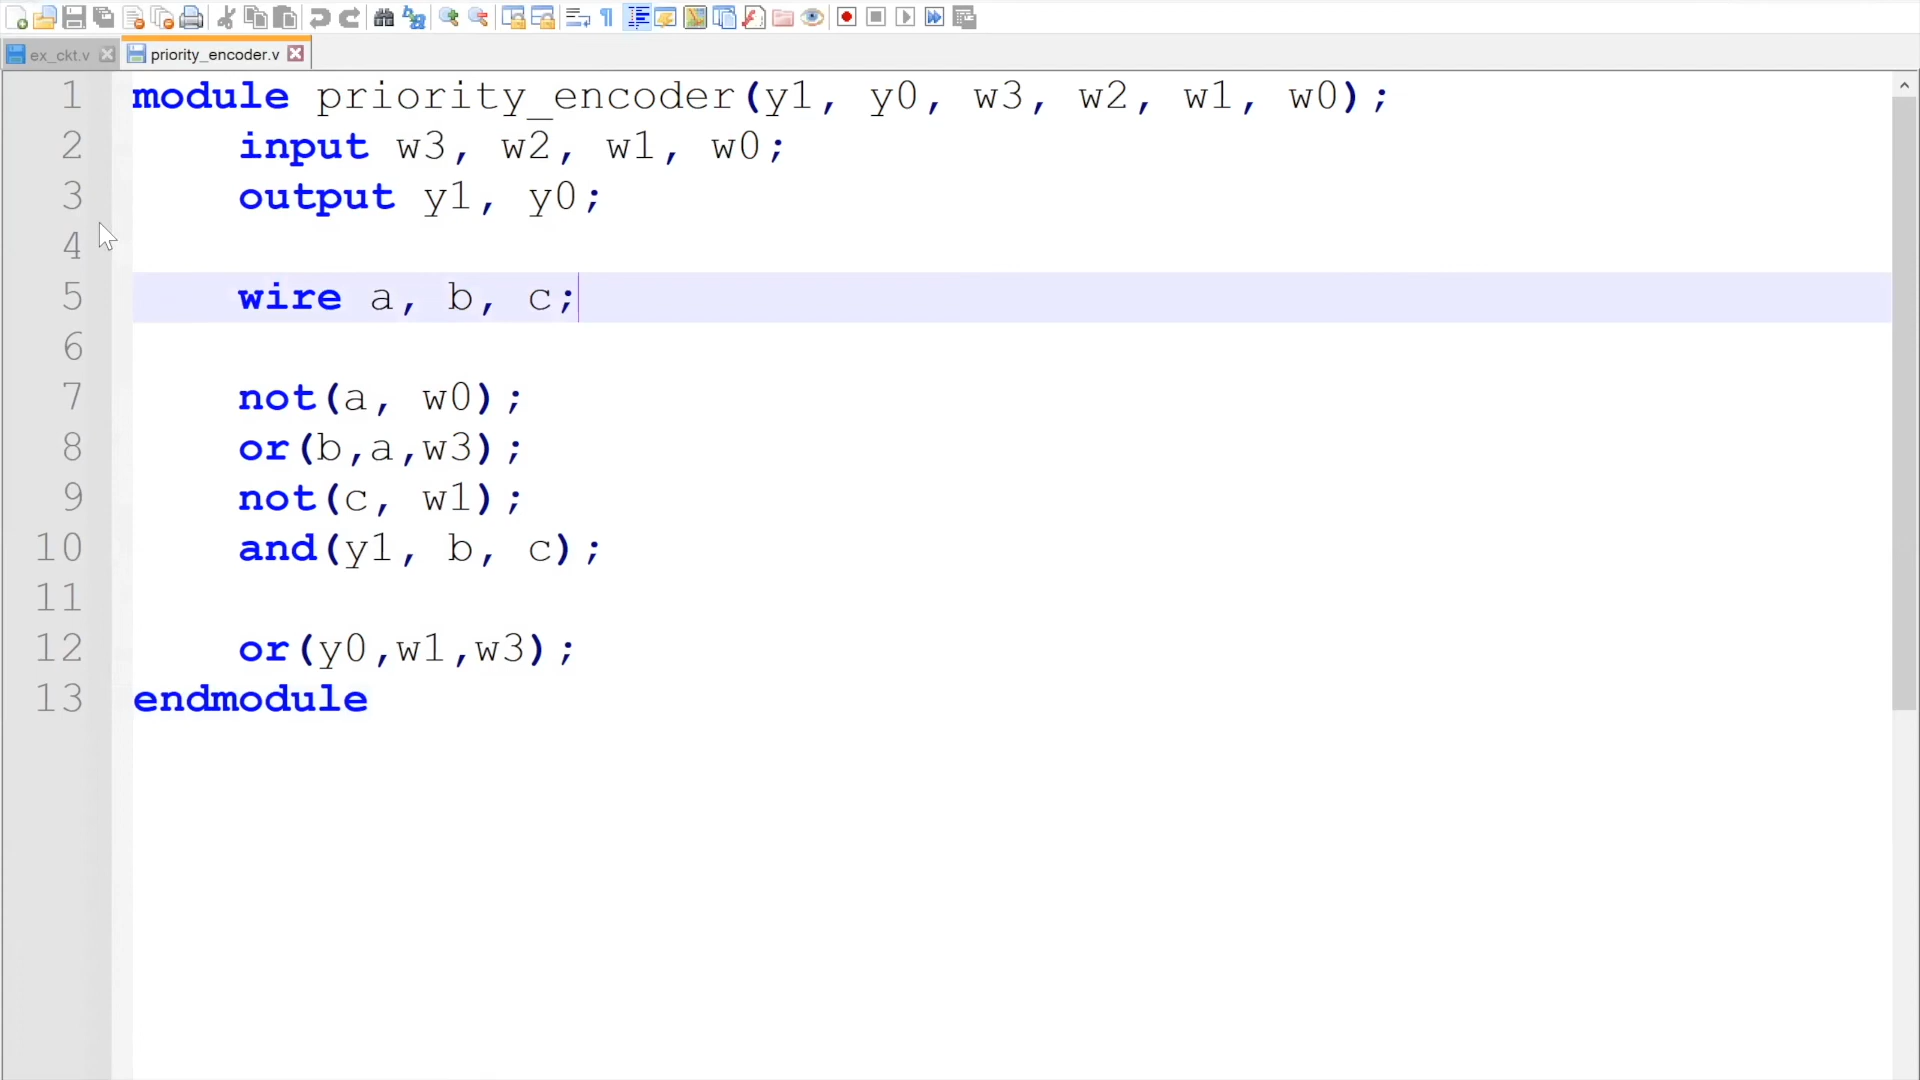 ex_ckt.v priority_encoder.v
1 module priority_encoder(y1, y0, w3, w2, w1, w0);
2 input w3, w2, w1, w0;
3 output y1, y0;
4
5 wire a, b, c;
6
7 not(a, w0);
8 or(b,a,w3);
9 not(c, w1);
10 and(y1, b, c);
11
12 or(y0,w1,w3);
13 endmodule